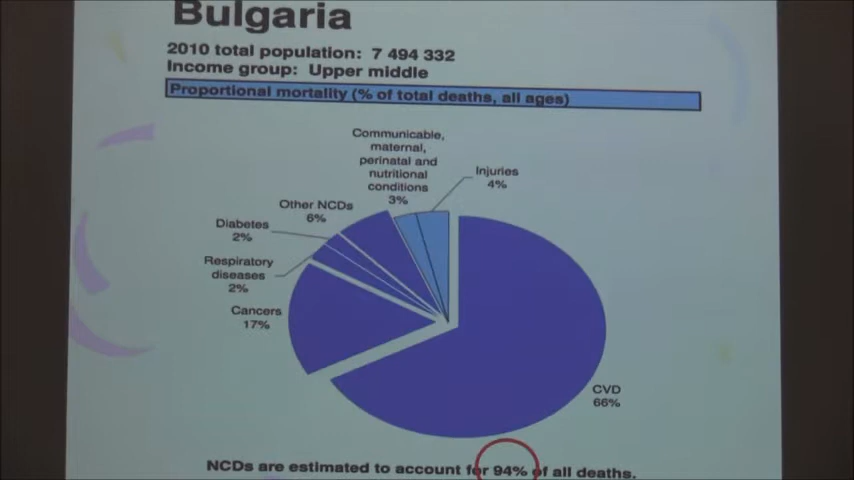 Bulgaria
2010 total population: 7 494 332
Income group: Upper middle
Proportional mortality (% of total deaths, all ages)
Communicable,
maternal,
perinatal and
nutritional
conditions
3%
Injuries
4%
Other NCDs
6%
Diabetes
2%
Respiratory
diseases
2%
Cancers
17%
CVD
66%
NCDs are estimated to account for 94% of all deaths.